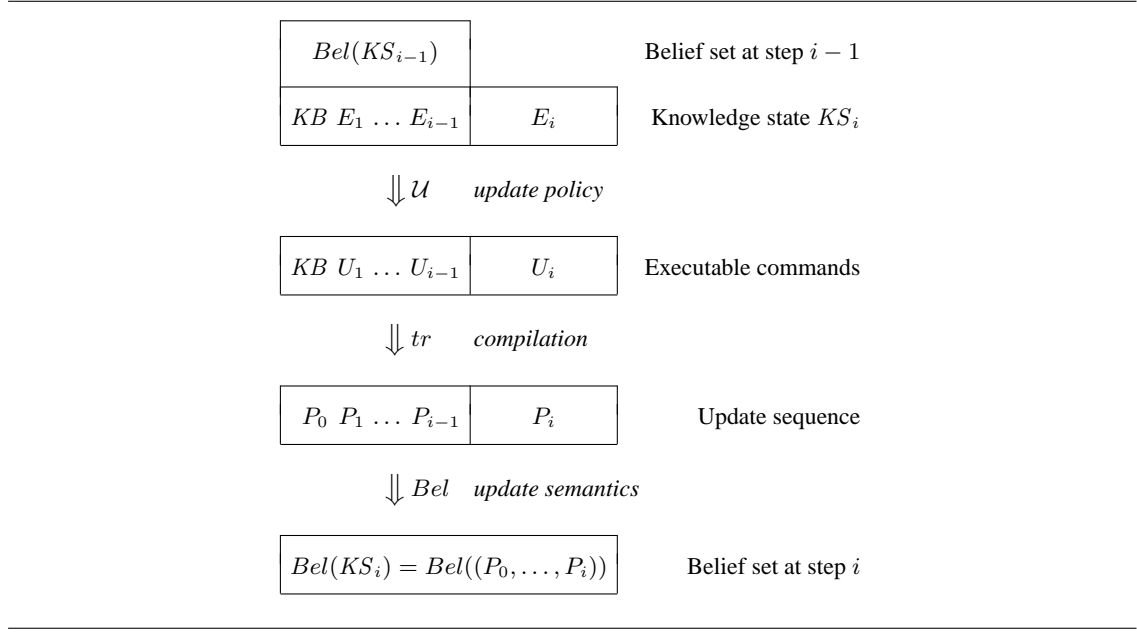 Bel(KS_{i−1}) Belief set at step i − 1
KB E_1 … E_{i−1} E_i Knowledge state KS_i
⇓ 𝒰 update policy
KB U_1 … U_{i−1} U_i Executable commands
⇓ tr compilation
P_0 P_1 … P_{i−1} P_i Update sequence
⇓ Bel update semantics
Bel(KS_i) = Bel((P_0, … , P_i)) Belief set at step i